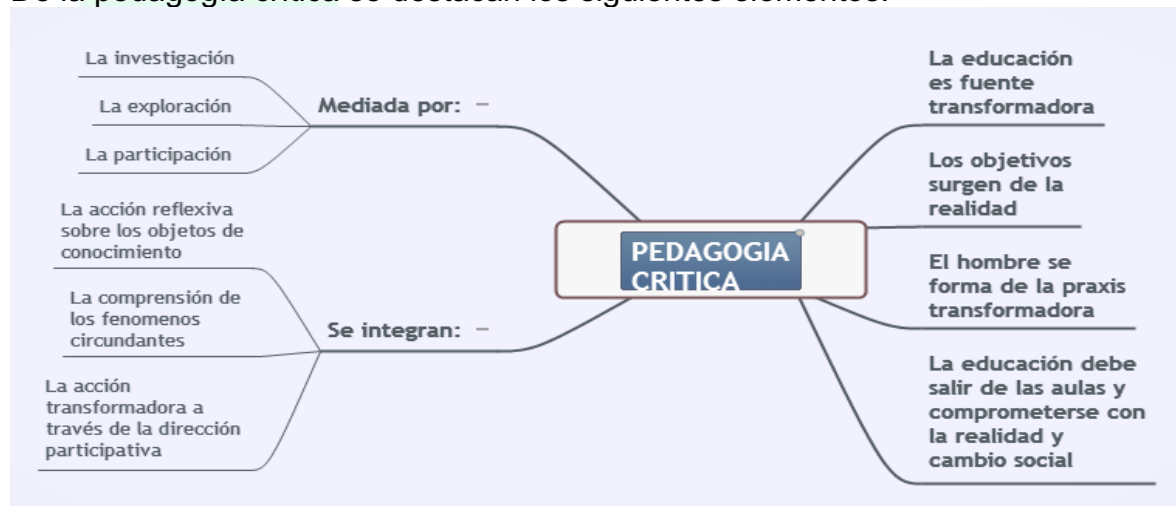 De la pedagogía crítica se destacan los siguientes elementos:
La investigación
La exploración
La participación
Mediada por:
La acción reflexiva
sobre los objetos de
conocimiento
La comprensión de
los fenomenos
circundantes
La acción
transformadora a
través de la dirección
participativa
Se integran:
PEDAGOGIA
CRITICA
La educación
es fuente
transformadora
Los objetivos
surgen de la
realidad
El hombre se
forma de la praxis
transformadora
La educación debe
salir de las aulas y
comprometerse con
la realidad y
cambio social